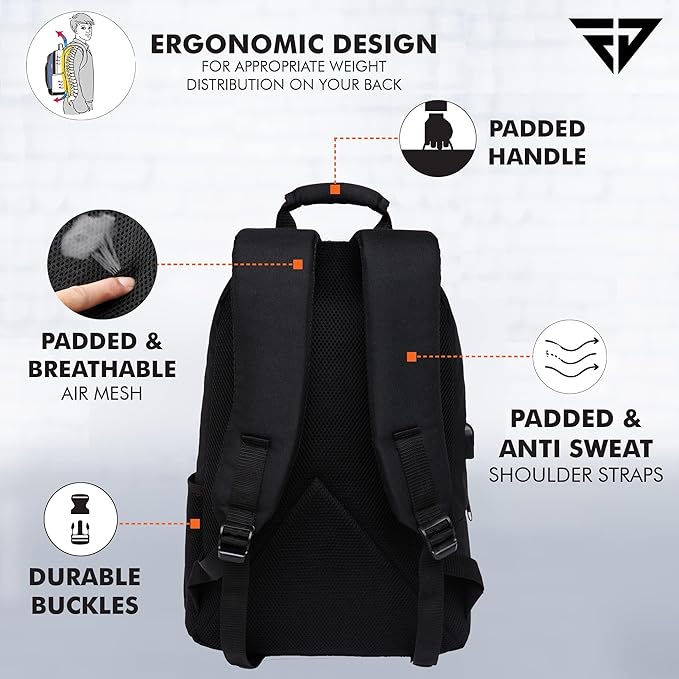 ERGONOMIC DESIGN
FOR APPROPRIATE WEIGHT
DISTRIBUTION ON YOUR BACK
PADDED
HANDLE
PADDED &
BREATHABLE
AIR MESH
PADDED &
ANTI SWEAT
SHOULDER STRAPS
DURABLE
BUCKLES